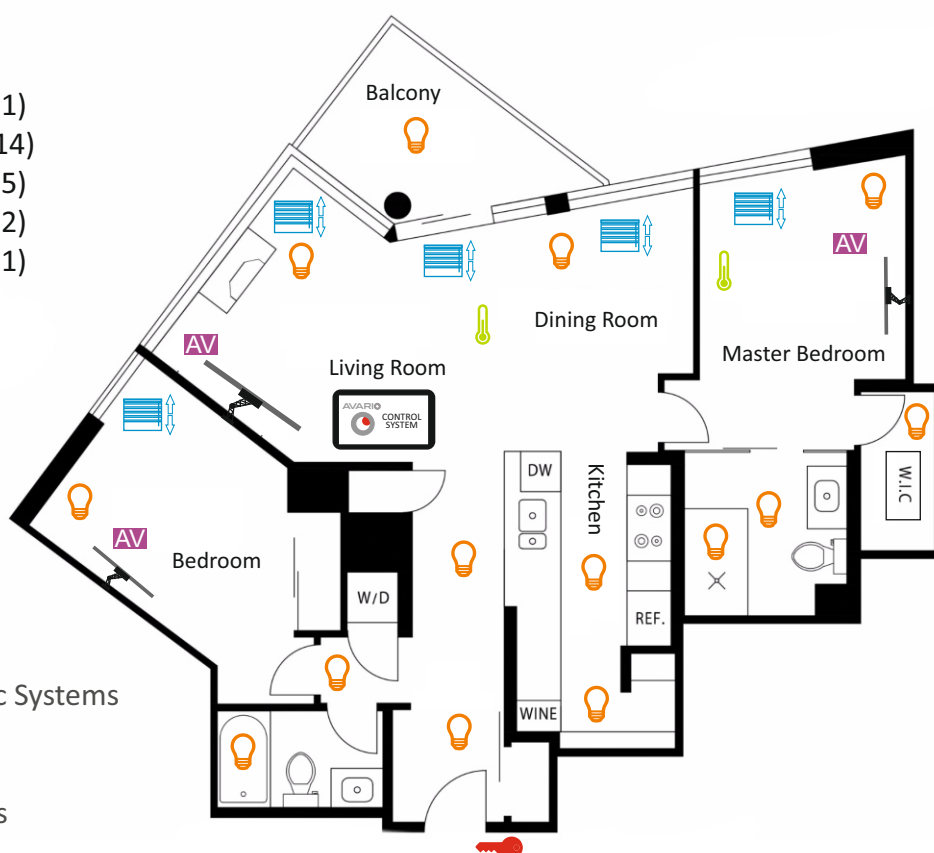 Balcony
1)
14)
5)
2)
1)
AV
Dining Room
AV
Living Room
Master Bedroom
AVARIO
CONTROL
SYSTEM
DW
Kitchen
W.I.C
AV
Bedroom
W/D
REF.
c Systems
WINE
s